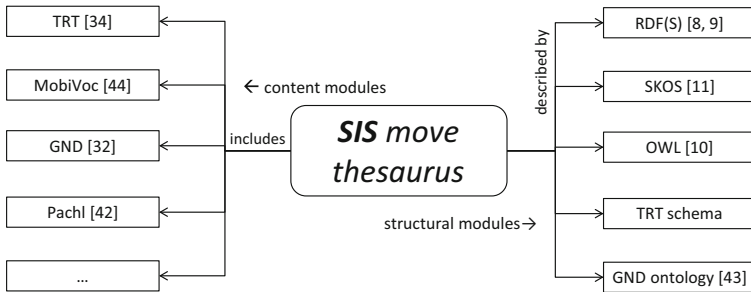 TRT [34]
MobiVoc [44]
GND [32]
Pachl [42]
...
← content modules
includes
SIS move
thesaurus
described by
structural modules→
RDF(S) [8, 9]
SKOS [11]
OWL [10]
TRT schema
GND ontology [43]